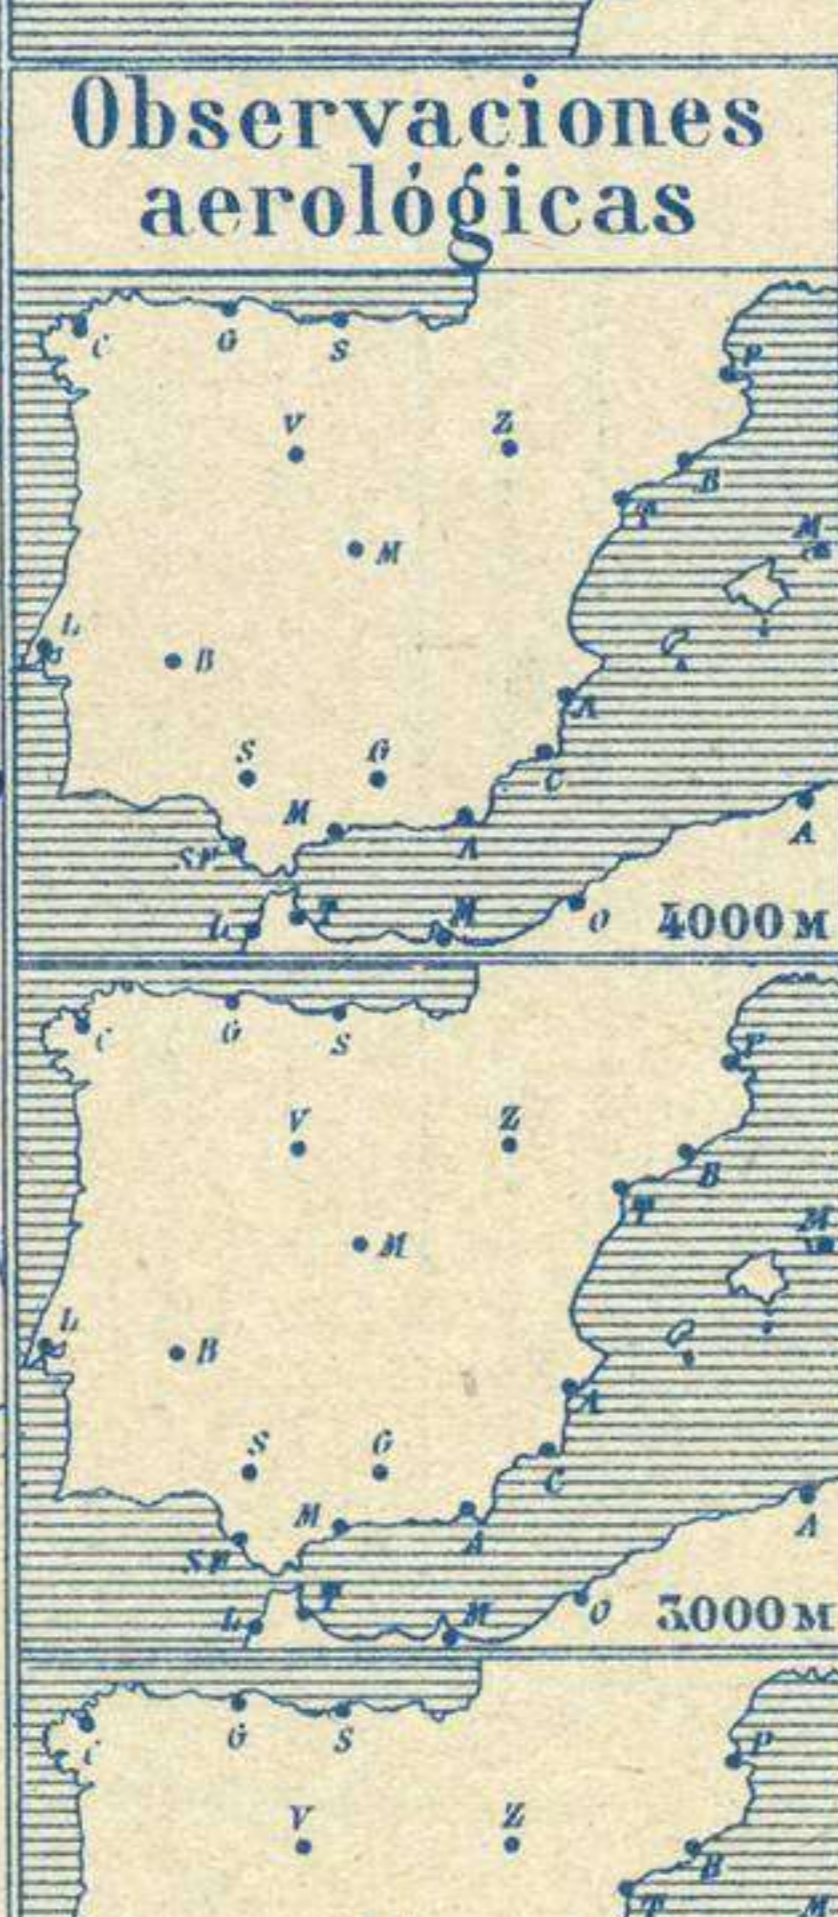 Observaciones
aerológicas
C G S P
V Z
B
T
M
M
L
B
A
S G
C
M
SF A A
L T M O 4000 M
C G S P
V Z
B
T
M
M
L
B
A
S G
C
M
SF A A
L T M O 3000 M
C G S P
V Z
B
T M